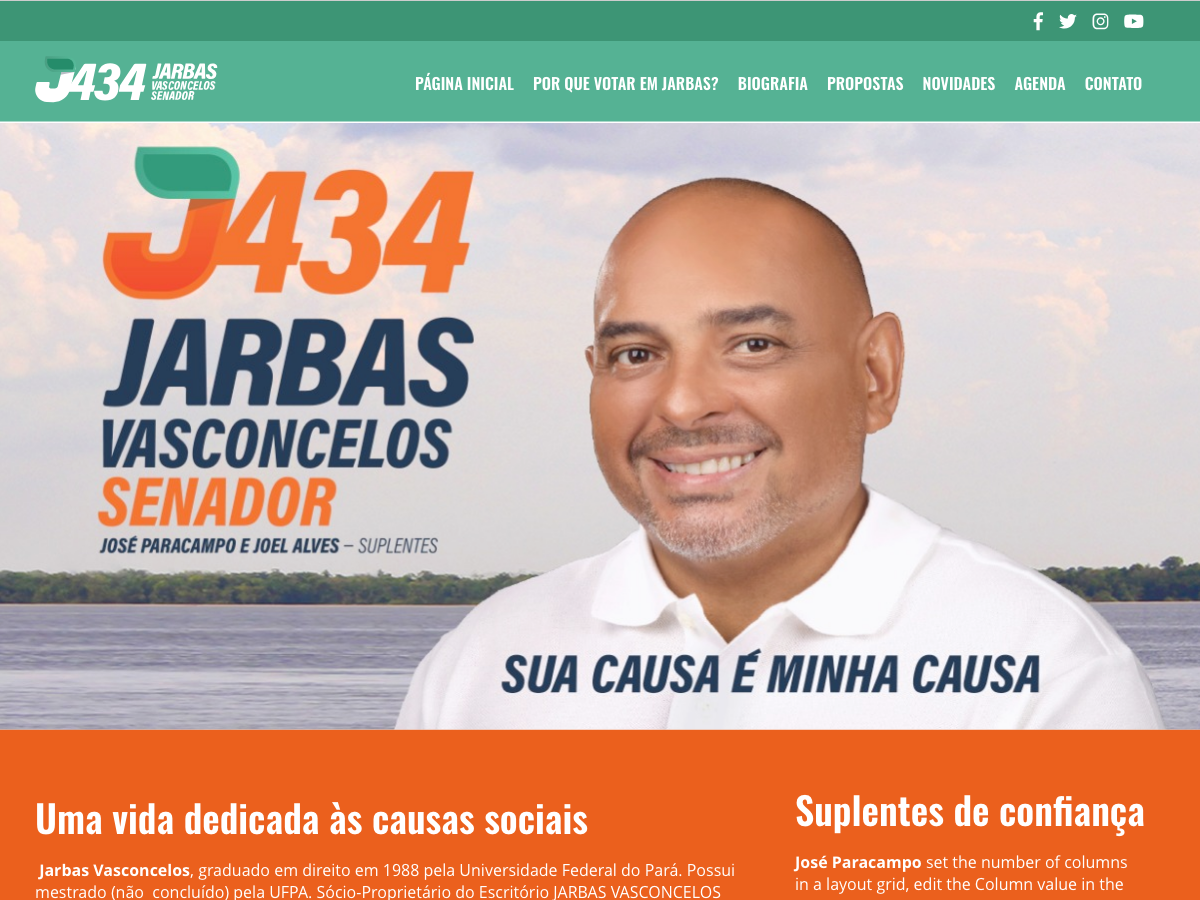 J434 JARBAS
VASCONCELOS
SENADOR
PÁGINA INICIAL POR QUE VOTAR EM JARBAS? BIOGRAFIA PROPOSTAS NOVIDADES AGENDA CONTATO
J434
JARBAS
VASCONCELOS
SENADOR
JOSÉ PARACAMPO E JOEL ALVES – SUPLENTES
SUA CAUSA É MINHA CAUSA
Uma vida dedicada às causas sociais
Jarbas Vasconcelos, graduado em direito em 1988 pela Universidade Federal do Pará. Possui
mestrado (não concluído) pela UFPA. Sócio-Proprietário do Escritório JARBAS VASCONCELOS
Suplentes de confiança
José Paracampo set the number of columns
in a layout grid, edit the Column value in the